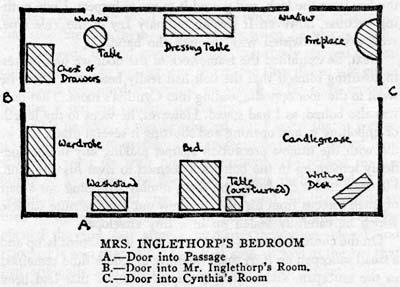 window
window
Table
Dressing Table
Fireplace
Chest of
Drawers
B
C
Wardrobe
Bed
Candlegrease
Washstand
Table
(overturned)
Writing
Desk
A
MRS. INGLETHORP'S BEDROOM
A.—Door into Passage
B.—Door into Mr. Inglethorp's Room.
C.—Door into Cynthia's Room